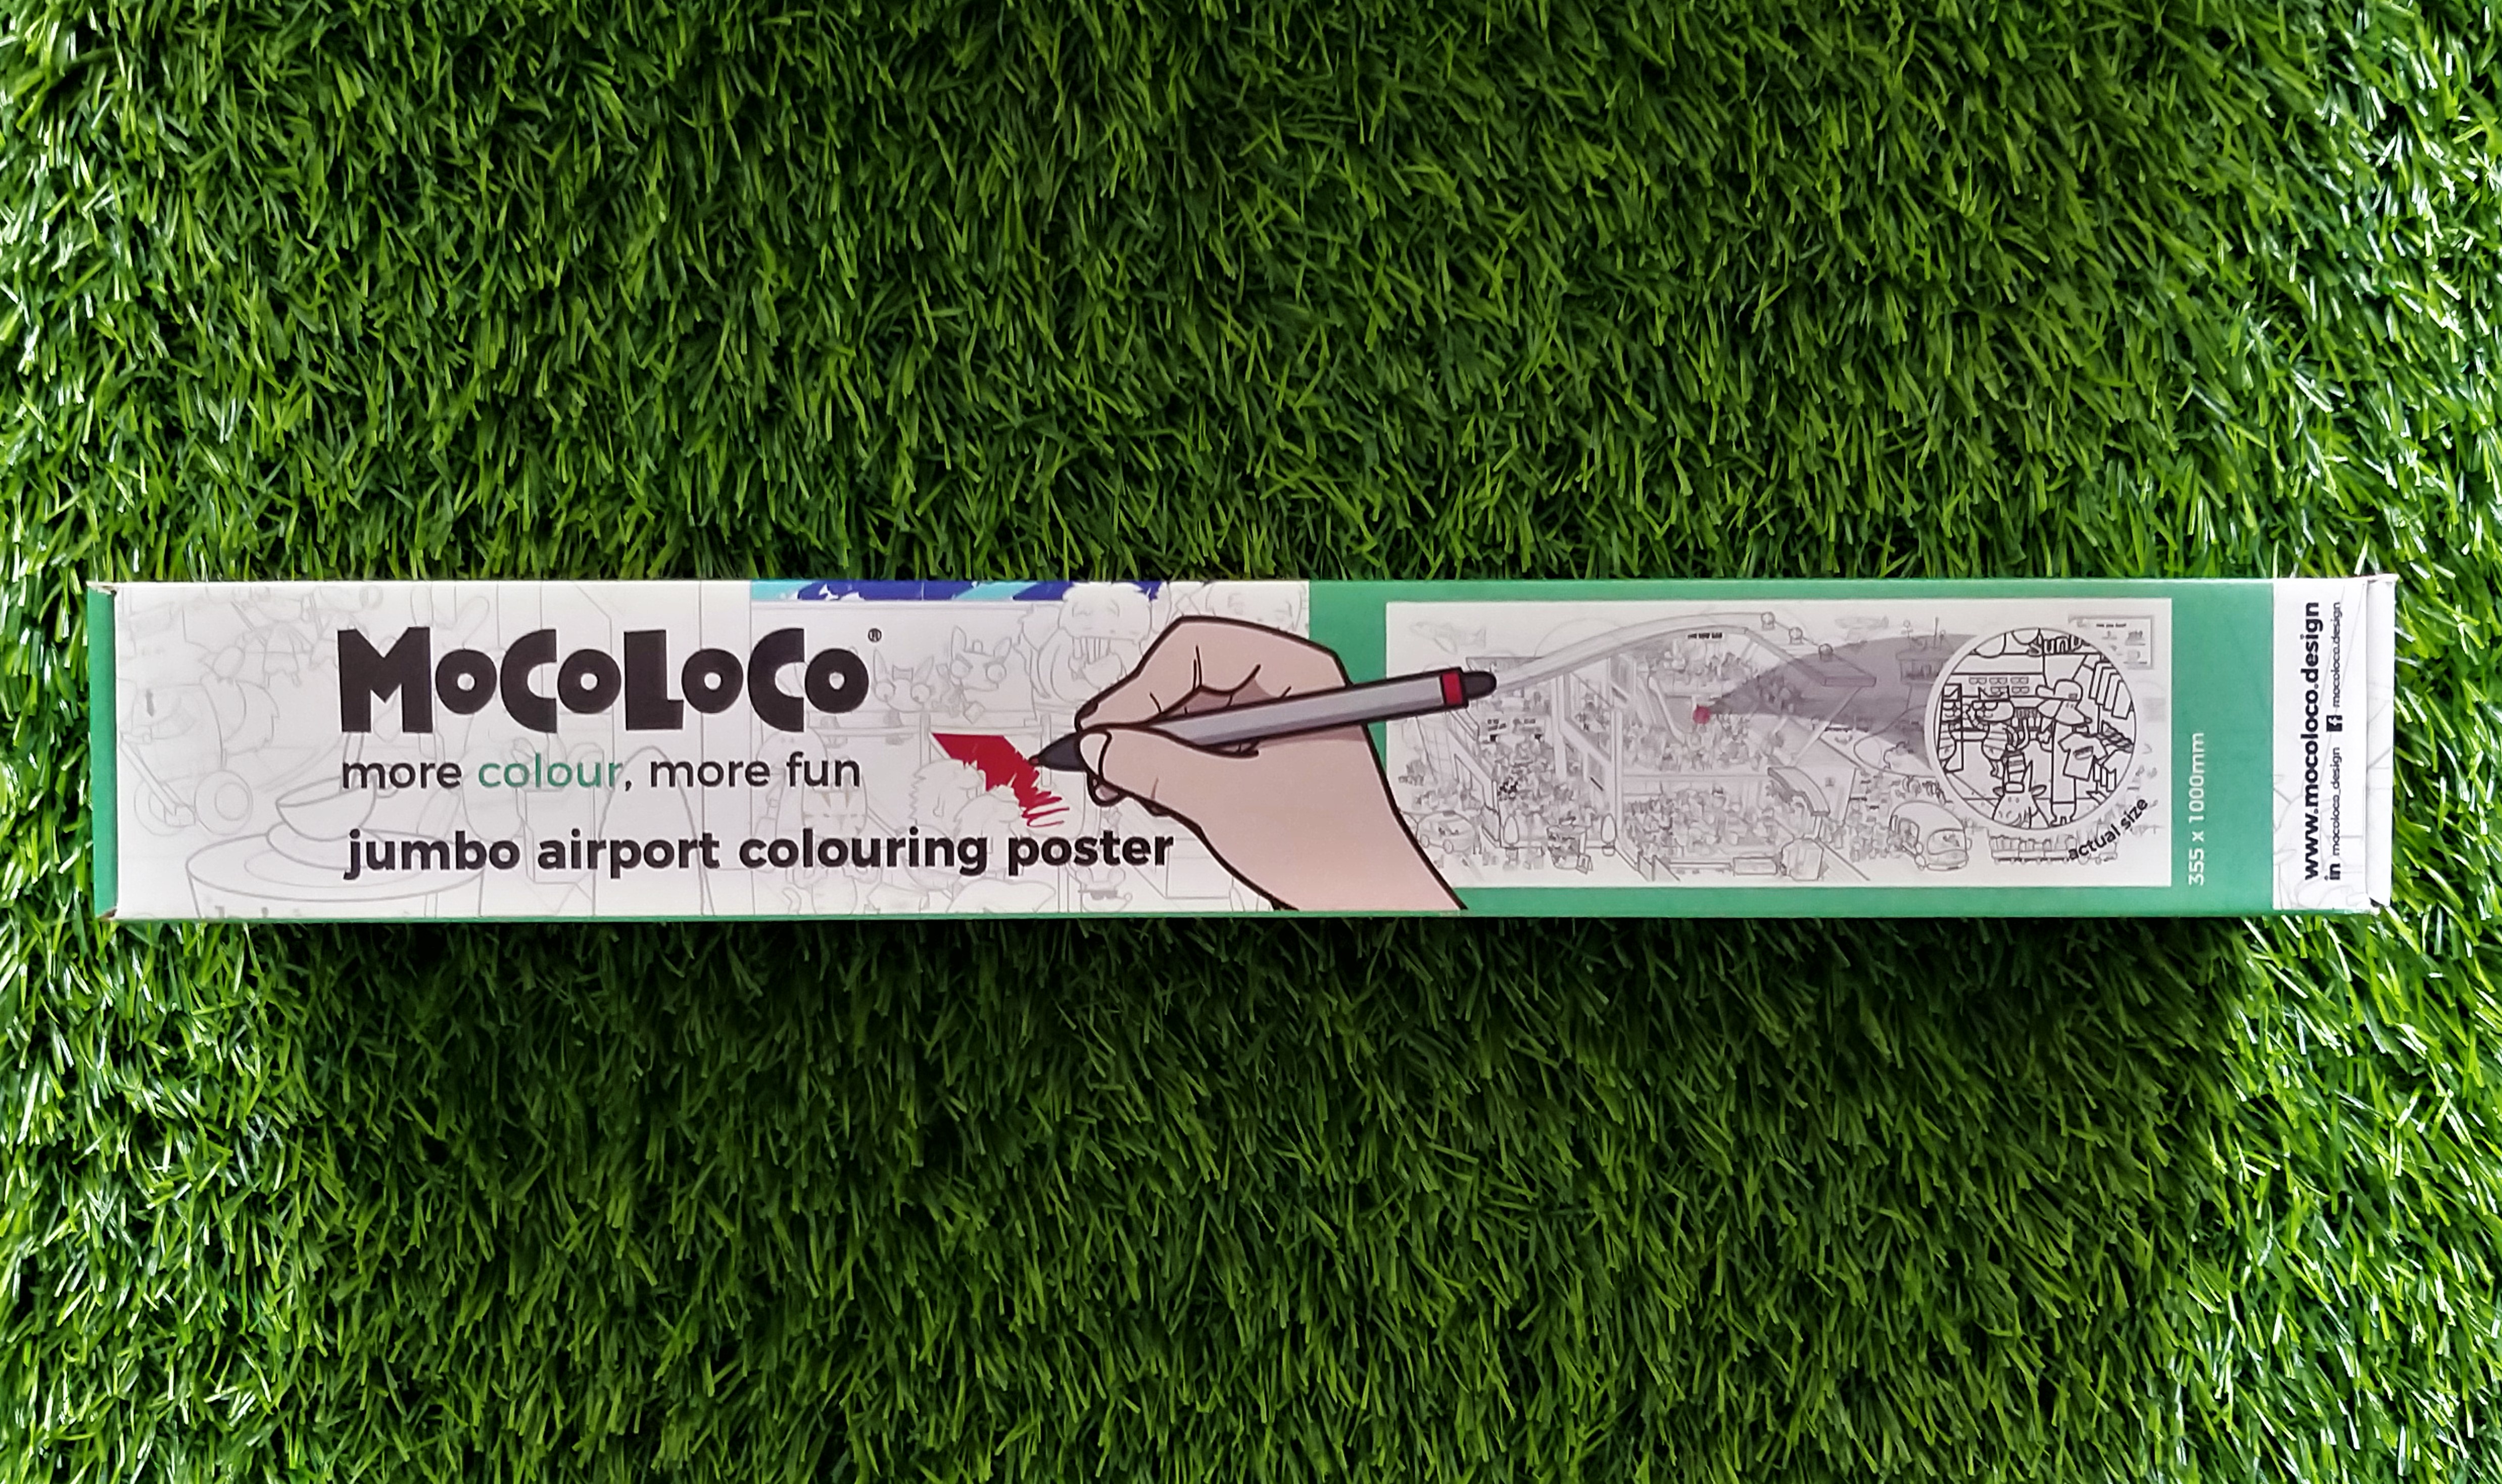 MoCoLoCo®
more colour, more fun
jumbo airport colouring poster
actual size
355 x 1000mm
www.mocoloco.design
in mocoloco_design f mocoloco.design